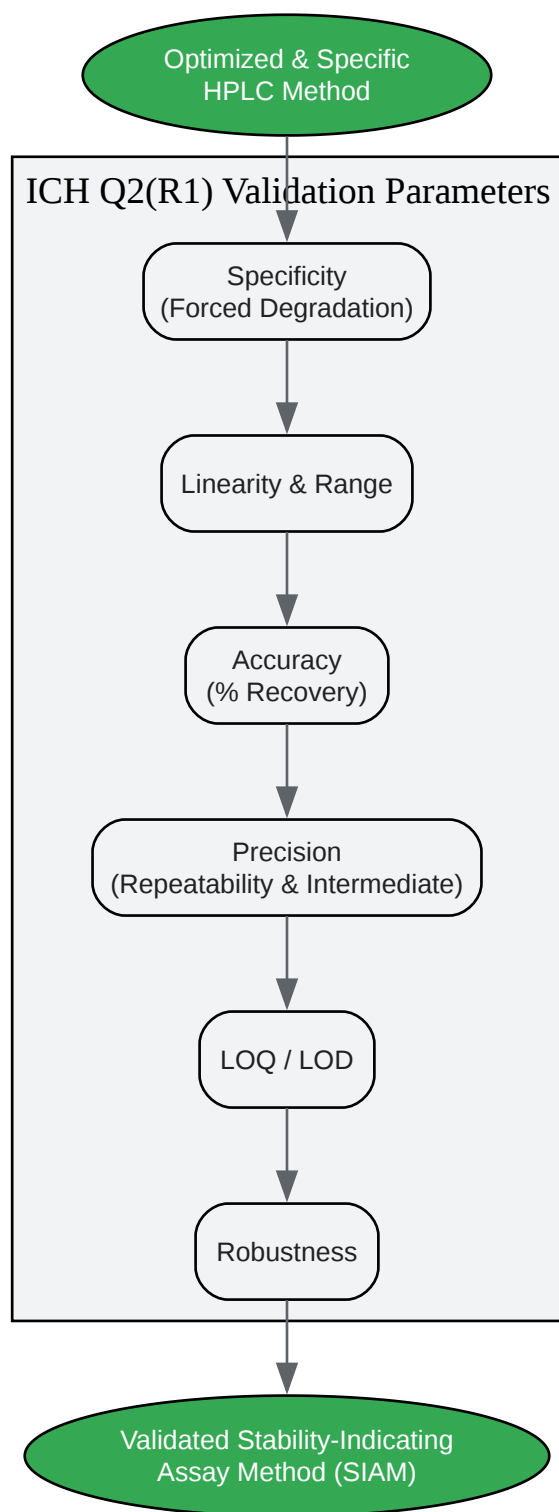 Optimized & Specific
HPLC Method
ICH Q2(R1) Validation Parameters
Specificity
(Forced Degradation)
Linearity & Range
Accuracy
(% Recovery)
Precision
(Repeatability & Intermediate)
LOQ / LOD
Robustness
Validated Stability-Indicating
Assay Method (SIAM)